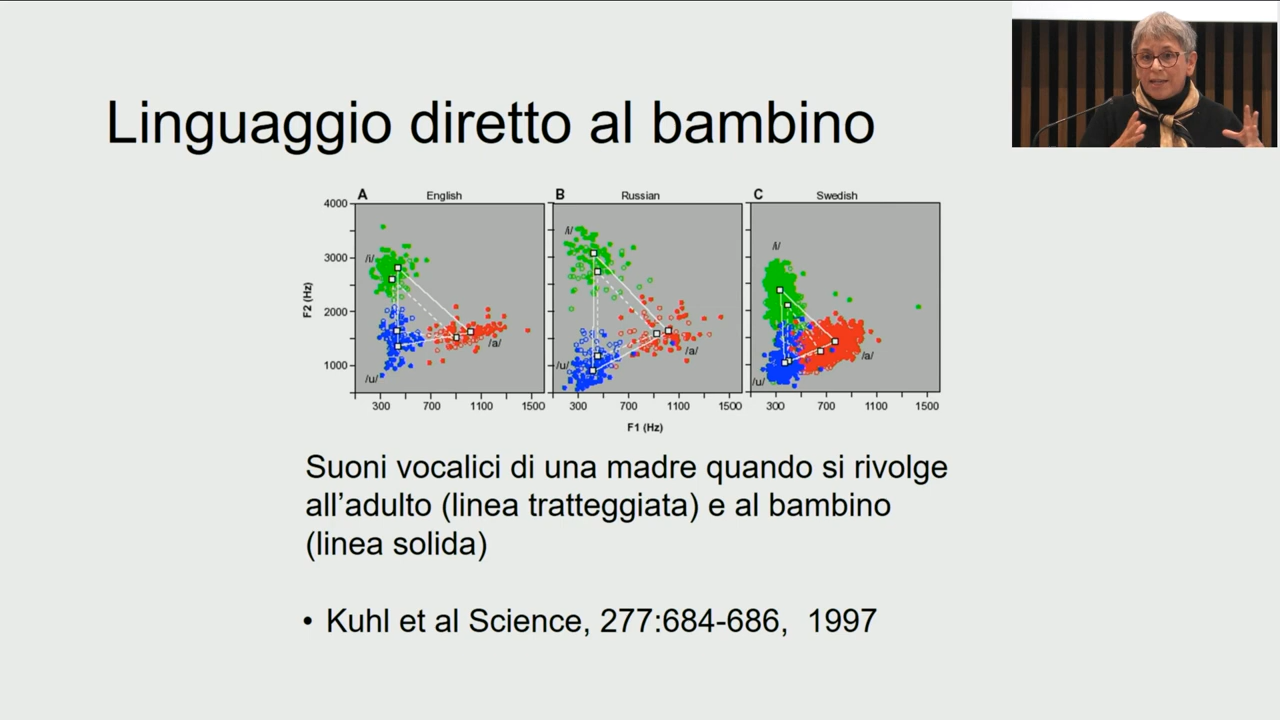 Linguaggio diretto al bambino
A English B Russian C Swedish
4000
3000
2000
1000
F2 (Hz)
/i/ /i/ /i/
/a/ /a/ /a/
/u/ /u/ /u/
300 700 1100 1500 300 700 1100 1500 300 700 1100 1500
F1 (Hz)
Suoni vocalici di una madre quando si rivolge
all’adulto (linea tratteggiata) e al bambino
(linea solida)
• Kuhl et al Science, 277:684-686, 1997